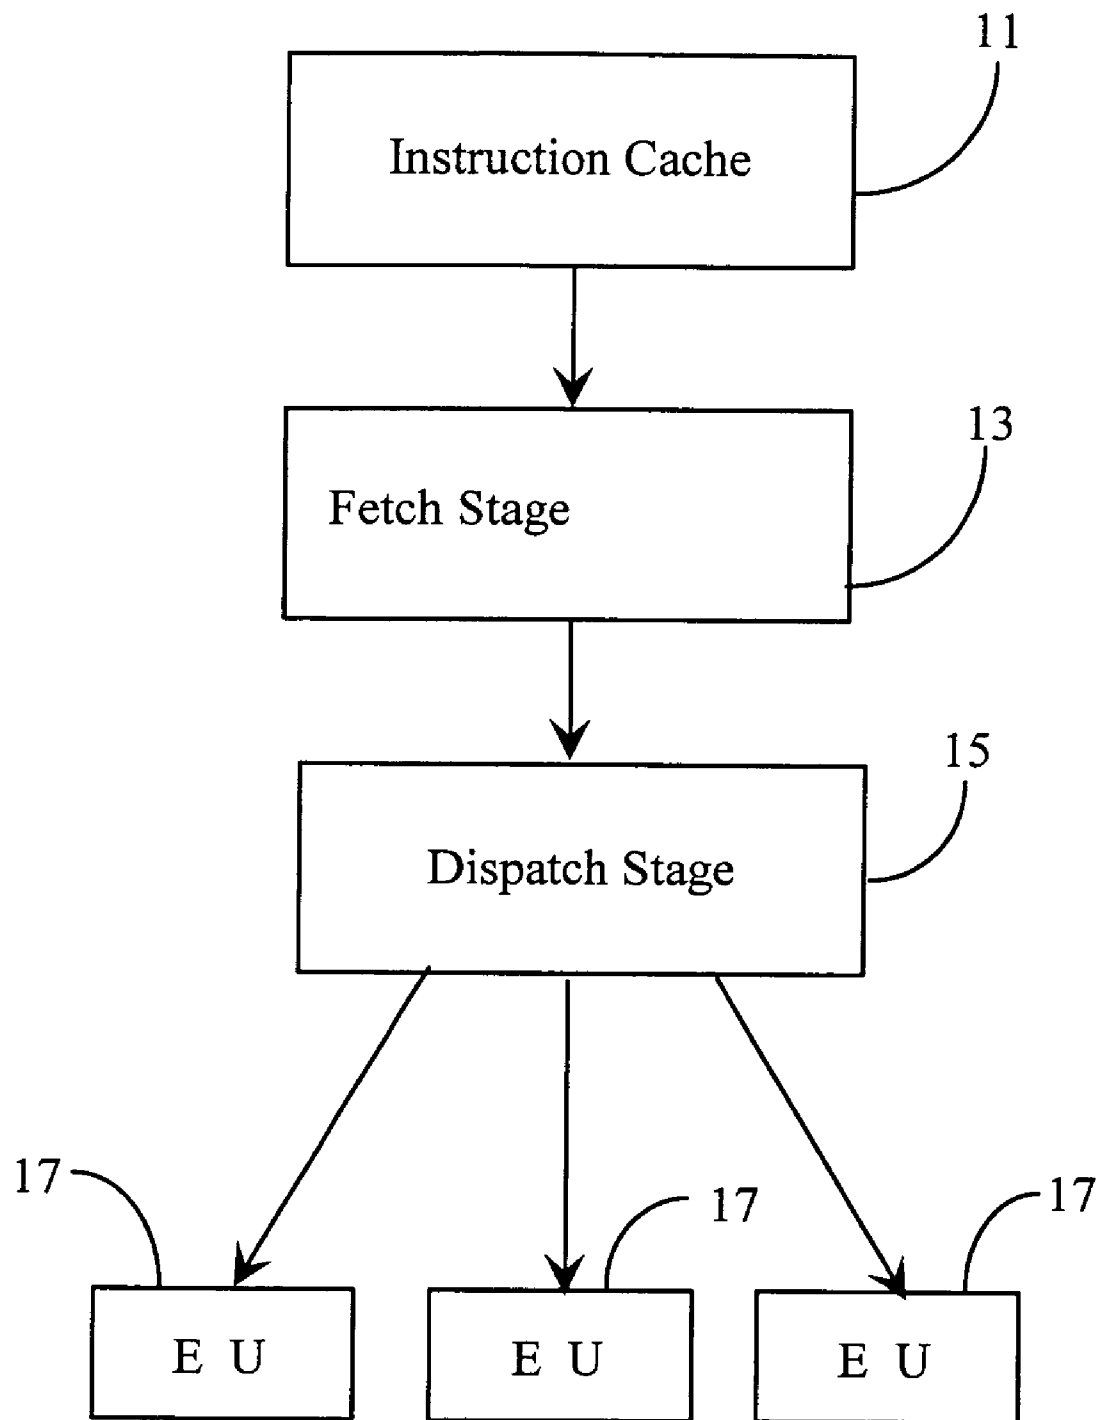 11
Instruction Cache
13
Fetch Stage
15
Dispatch Stage
17
17
17
E U
E U
E U